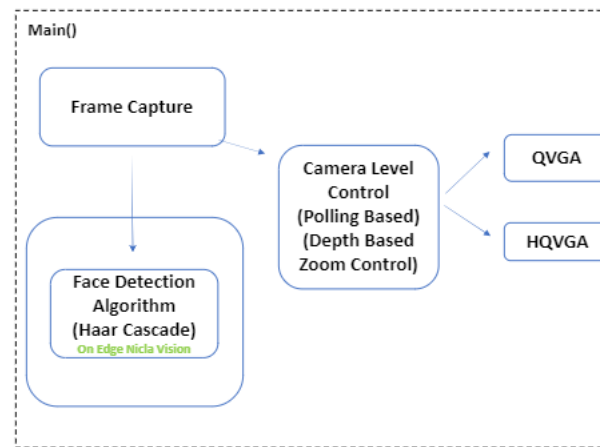 Main()
Frame Capture
Camera Level
Control
(Polling Based)
(Depth Based
Zoom Control)
QVGA
HQVGA
Face Detection
Algorithm
(Haar Cascade)
On Edge Nicla Vision